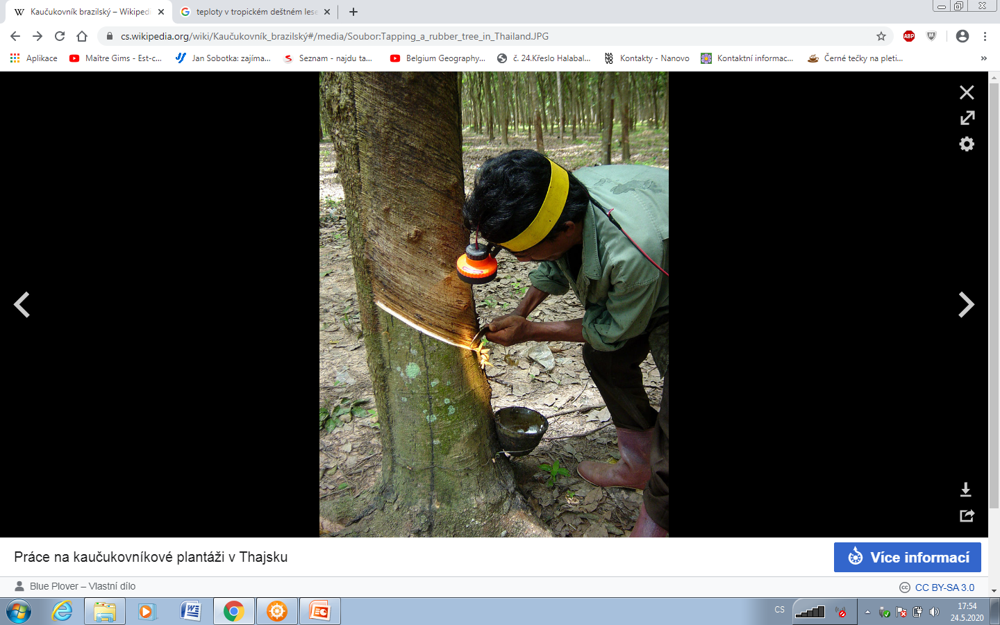 Kaučukovník brazilský – Wikipedi
teploty v tropickém deštném lese
cs.wikipedia.org/wiki/Kaučukovník_brazilský#/media/Soubor:Tapping_a_rubber_tree_in_Thailand.JPG
ABP
Aplikace
Maître Gims - Est-c...
Jan Sobotka: zajíma...
Seznam - najdu ta...
Belgium Geography...
č. 24.Křeslo Halabal...
Kontakty - Nanovo
Kontaktní informac...
Černé tečky na pleti...
»
Práce na kaučukovníkové plantáži v Thajsku
Více informací
Blue Plover – Vlastní dílo
CC BY-SA 3.0
CS
17:54
24.5.2020